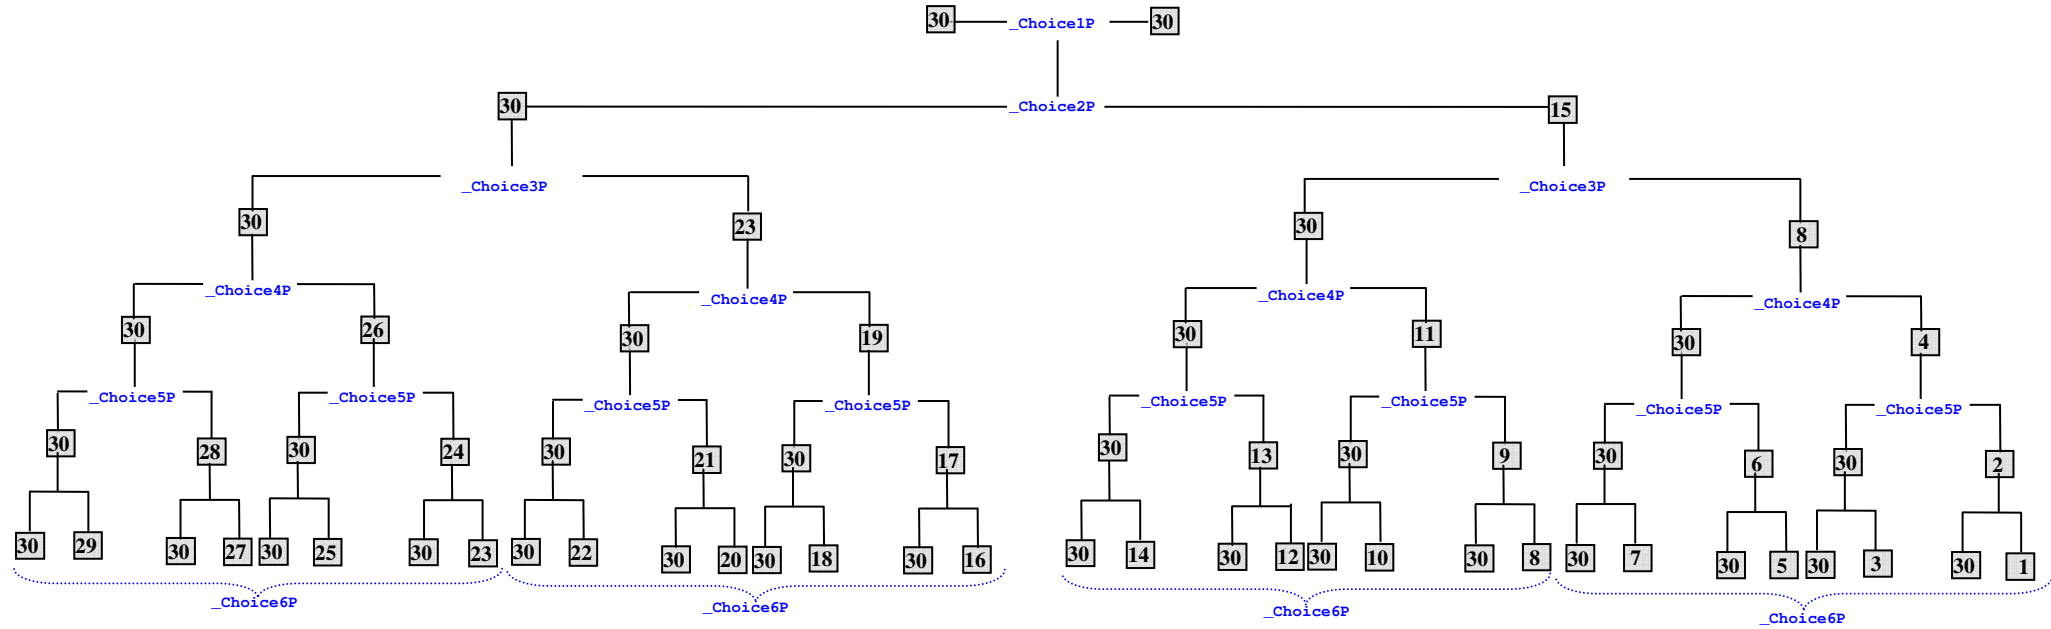 30 _Choice1P 30
30 _Choice2P 15
_Choice3P _Choice3P
30 23 30 8
_Choice4P _Choice4P _Choice4P _Choice4P
30 26 30 19 30 11 30 4
_Choice5P _Choice5P _Choice5P _Choice5P _Choice5P _Choice5P _Choice5P _Choice5P
30 28 30 24 30 21 30 17 30 13 30 9 30 6 30 2
30 29 30 27 30 25 30 23 30 22 30 20 30 18 30 16 30 14 30 12 30 10 30 8 30 7 30 5 30 3 30 1
_Choice6P _Choice6P _Choice6P _Choice6P